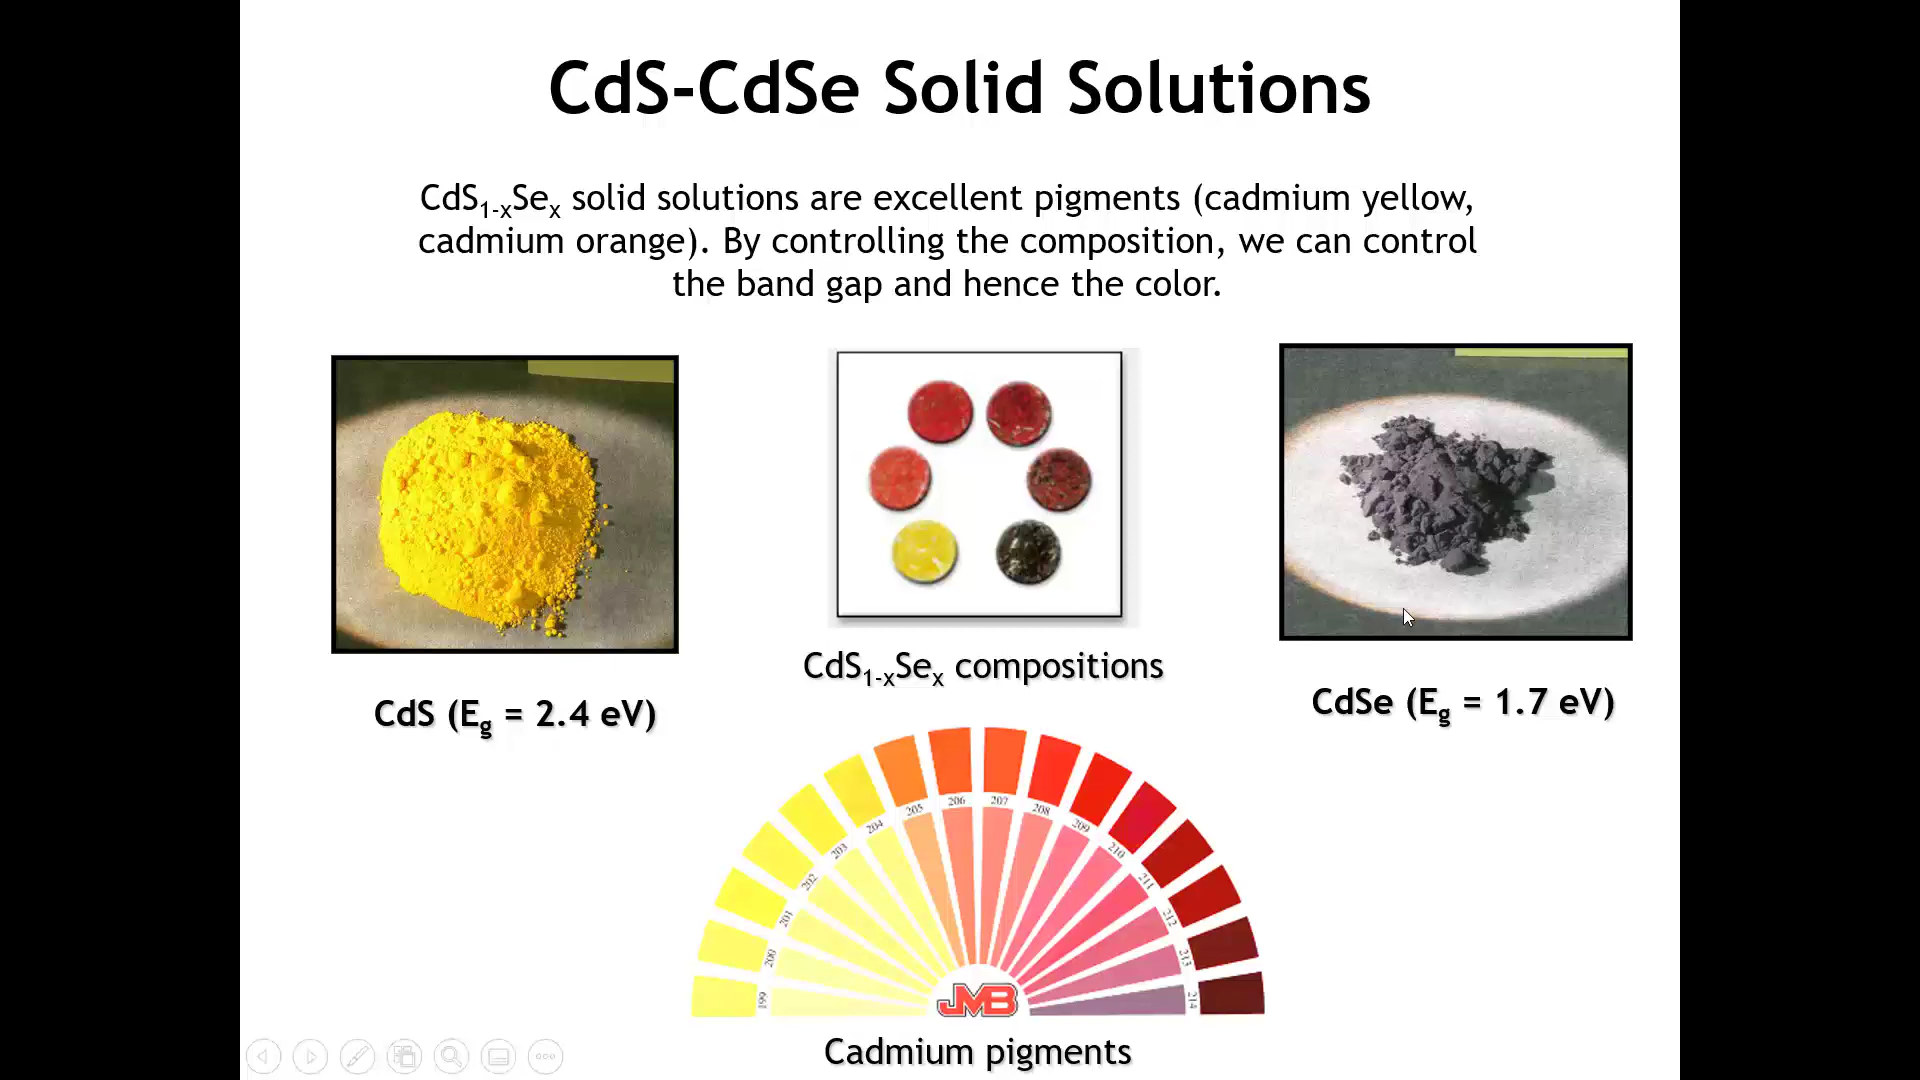 CdS-CdSe Solid Solutions
CdS1-xSex solid solutions are excellent pigments (cadmium yellow,
cadmium orange). By controlling the composition, we can control
the band gap and hence the color.
CdS1-xSex compositions
CdS (Eg = 2.4 eV)
CdSe (Eg = 1.7 eV)
199
200
201
202
203
204
205
206
207
208
209
210
211
212
213
214
JMB
Cadmium pigments